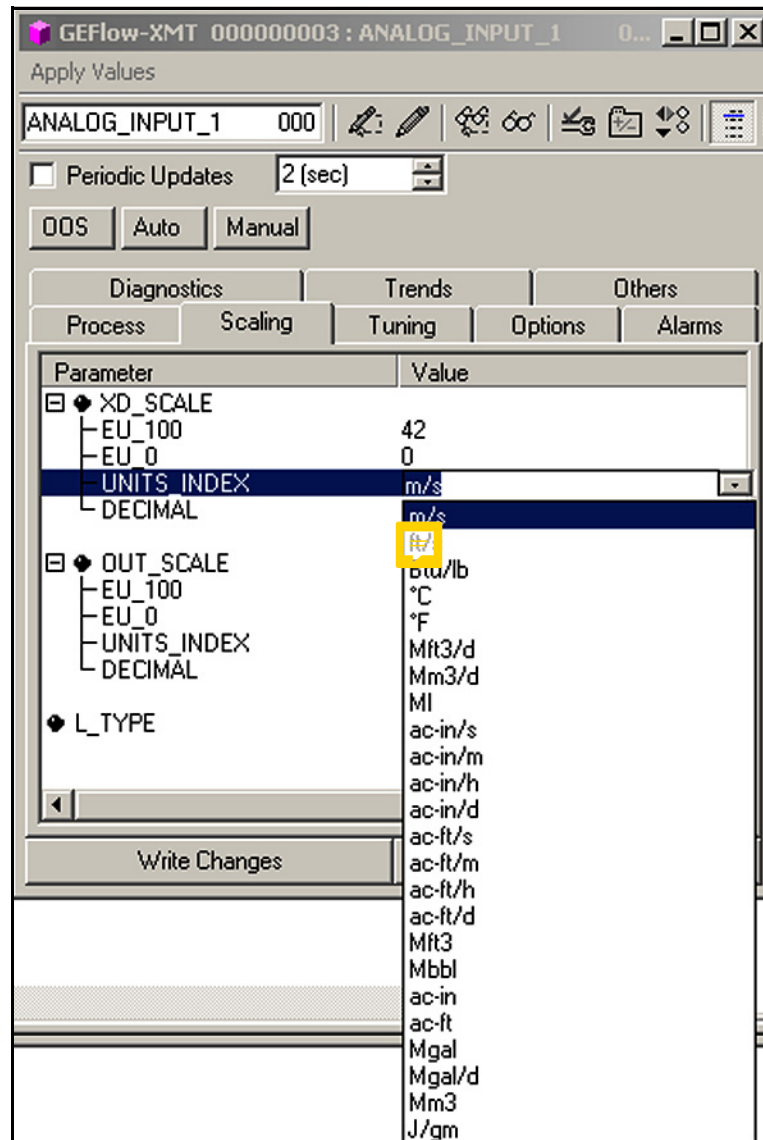 GEFlow-XMT 000000003 : ANALOG_INPUT_1 0...
Apply Values
ANALOG_INPUT_1 000
Periodic Updates 2 (sec)
OOS Auto Manual
Diagnostics Trends Others
Process Scaling Tuning Options Alarms
Parameter Value
XD_SCALE
EU_100 42
EU_0 0
UNITS_INDEX m/s
DECIMAL m/s
OUT_SCALE Btu/lb
EU_100 °C
EU_0 °F
UNITS_INDEX Mft3/d
DECIMAL Mm3/d
Ml
L_TYPE ac-in/s
ac-in/m
ac-in/h
ac-in/d
ac-ft/s
Write Changes ac-ft/m
ac-ft/h
ac-ft/d
Mft3
Mbbl
ac-in
ac-ft
Mgal
Mgal/d
Mm3
J/gm